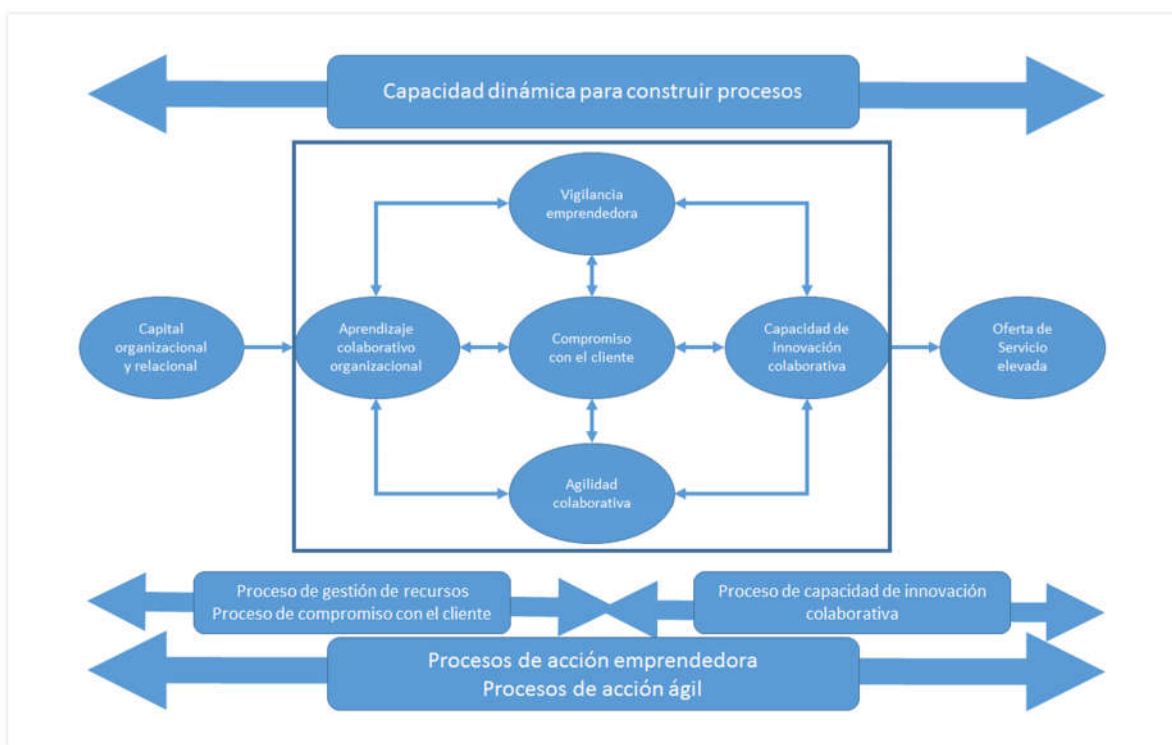 Capacidad dinámica para construir procesos
Vigilancia
emprendedora
Capital
organizacional
y relacional
Aprendizaje
colaborativo
organizacional
Compromiso
con el cliente
Capacidad de
innovación
colaborativa
Oferta de
Servicio
elevada
Agilidad
colaborativa
Proceso de gestión de recursos
Proceso de compromiso con el cliente
Proceso de capacidad de innovación
colaborativa
Procesos de acción emprendedora
Procesos de acción ágil